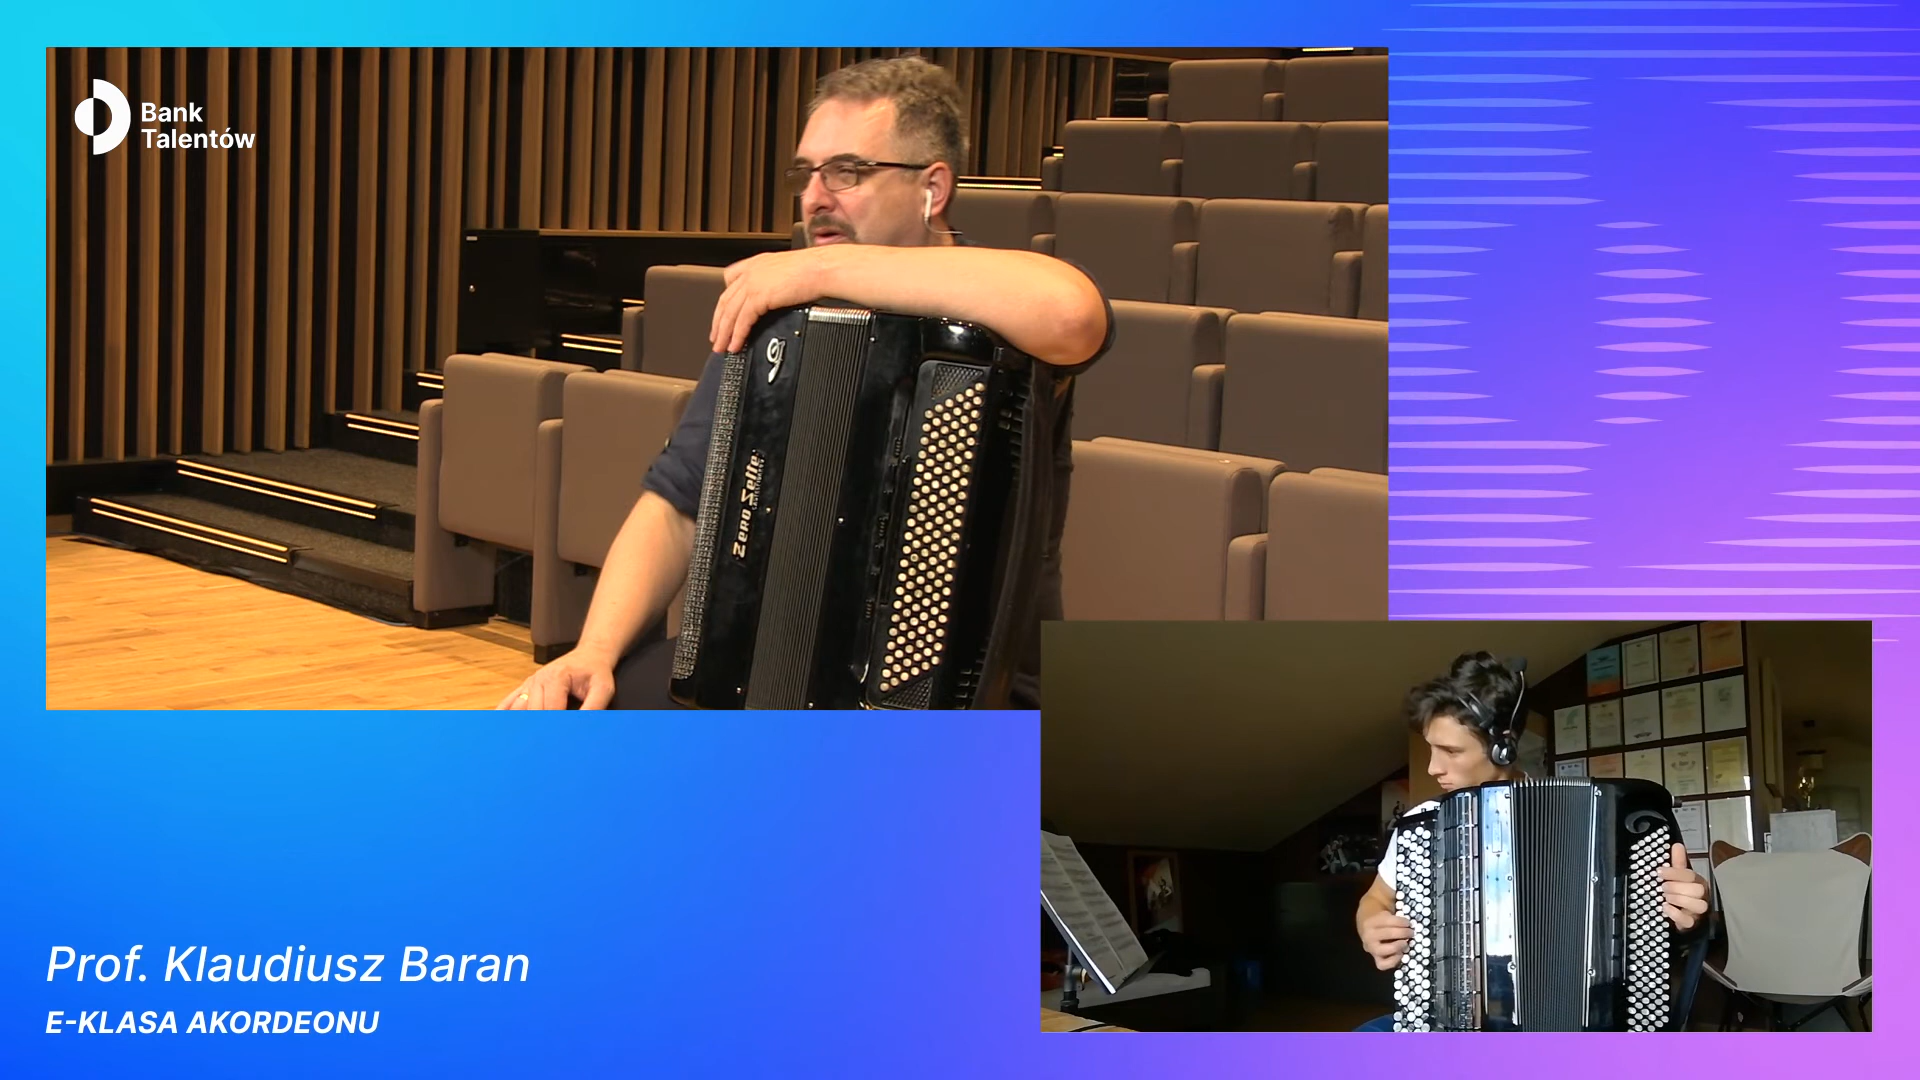 Bank
Talentów
ZERO SETTE
Prof. Klaudiusz Baran
E-KLASA AKORDEONU